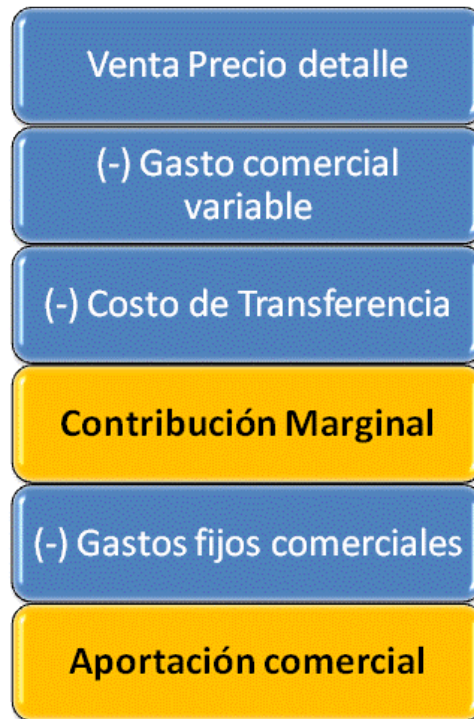 Venta Precio detalle
(-) Gasto comercial
variable
(-) Costo de Transferencia
Contribución Marginal
(-) Gastos fijos comerciales
Aportación comercial